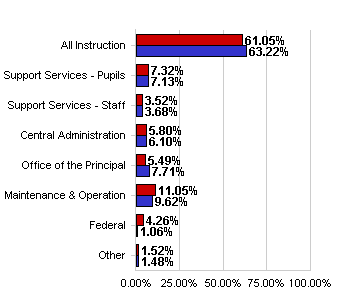 All Instruction
61.05%
63.22%
Support Services - Pupils
7.32%
7.13%
Support Services - Staff
3.52%
3.68%
Central Administration
5.80%
6.10%
Office of the Principal
5.49%
7.71%
Maintenance & Operation
11.05%
9.62%
Federal
4.26%
1.06%
Other
1.52%
1.48%
0.00% 25.00% 50.00% 75.00% 100.00%